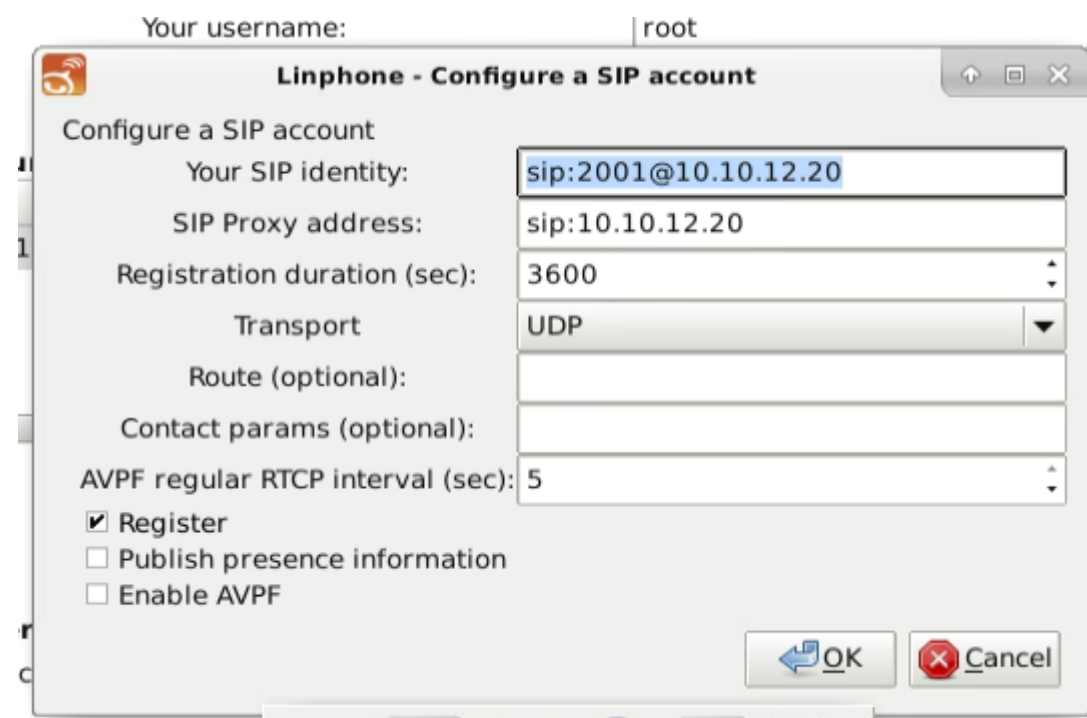 Your username: root
Linphone - Configure a SIP account
Configure a SIP account
Your SIP identity: sip:2001@10.10.12.20
SIP Proxy address: sip:10.10.12.20
Registration duration (sec): 3600
Transport UDP
Route (optional):
Contact params (optional):
AVPF regular RTCP interval (sec): 5
Register
Publish presence information
Enable AVPF
OK Cancel